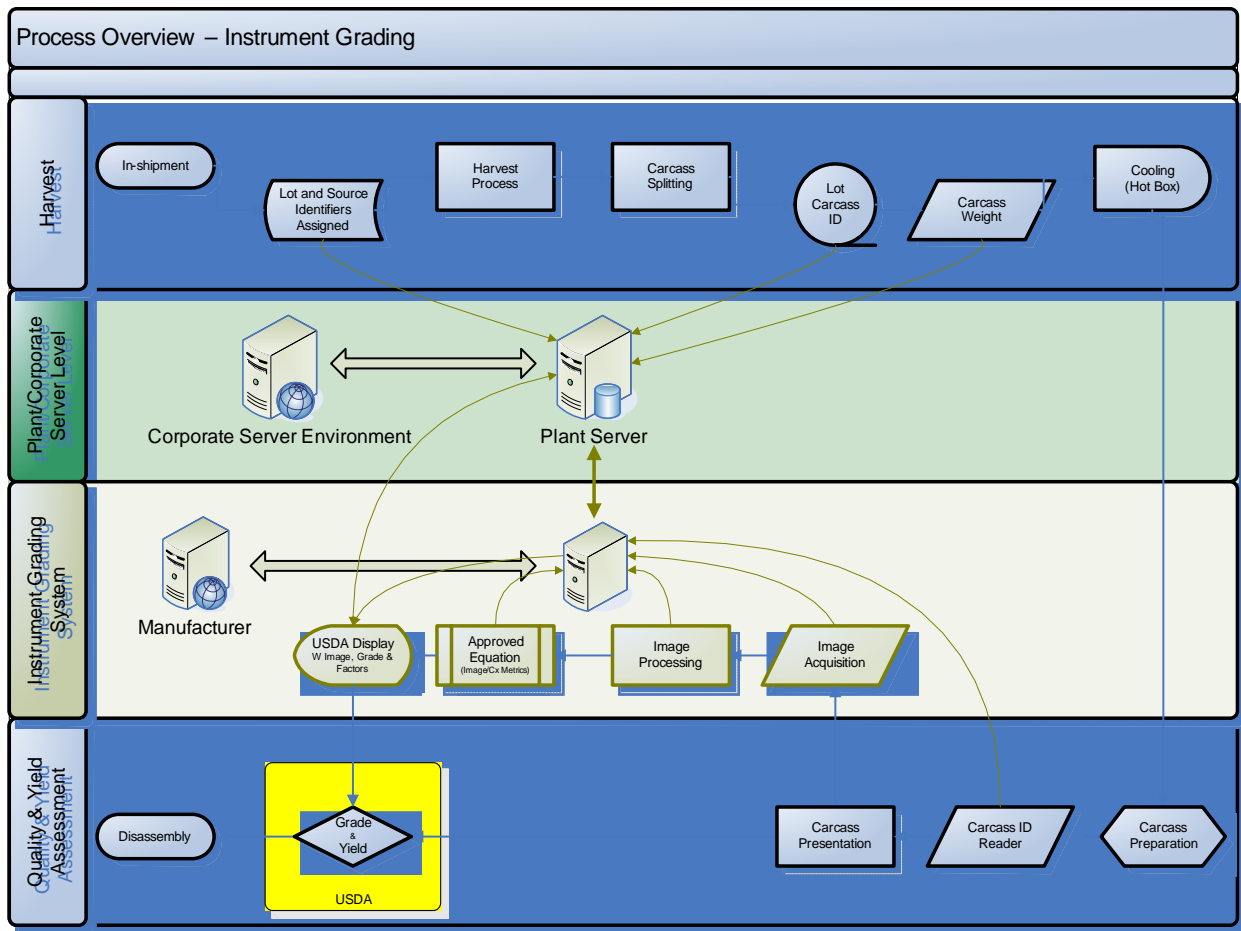 Process Overview – Instrument Grading
Harvest
In-shipment
Lot and Source
Identifiers
Assigned
Harvest
Process
Carcass
Splitting
Lot
Carcass
ID
Carcass
Weight
Cooling
(Hot Box)
Plant/Corporate
Server Level
Corporate Server Environment
Plant Server
Instrument Grading
System
Manufacturer
USDA Display
W Image, Grade &
Factors
Approved
Equation
(Image/Cx Metrics)
Image
Processing
Image
Acquisition
Quality & Yield
Assessment
Disassembly
Grade
&
Yield
USDA
Carcass
Presentation
Carcass ID
Reader
Carcass
Preparation